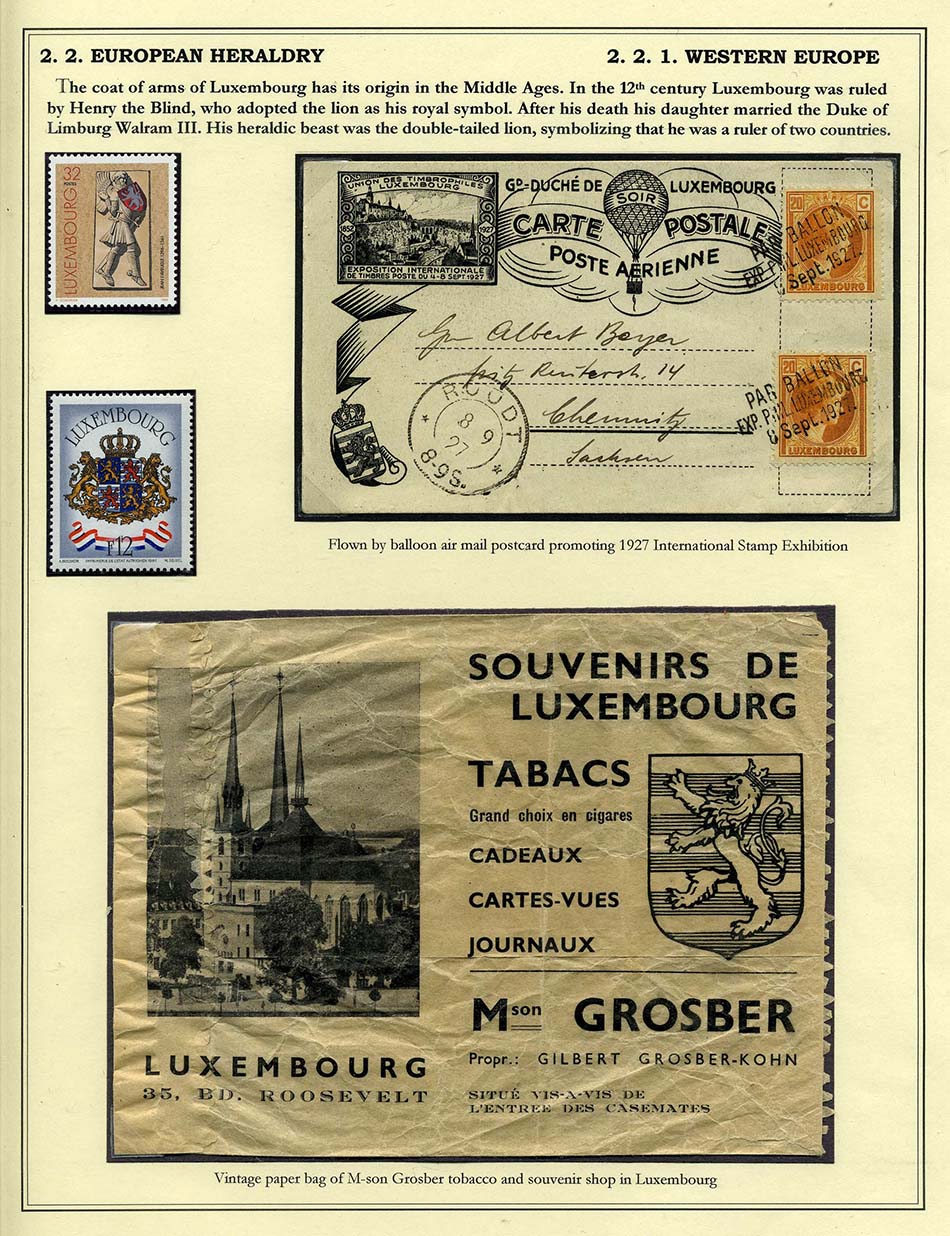 2. 2. EUROPEAN HERALDRY 2. 2. 1. WESTERN EUROPE
The coat of arms of Luxembourg has its origin in the Middle Ages. In the 12th century Luxembourg was ruled
by Henry the Blind, who adopted the lion as his royal symbol. After his death his daughter married the Duke of
Limburg Walram III. His heraldic beast was the double-tailed lion, symbolizing that he was a ruler of two countries.
32
POSTES
LUXEMBOURG
UNION DES TIMBROPHILES
LUXEMBOURG
1852 1927
EXPOSITION INTERNATIONALE
DE TIMBRES POSTE DU 4-8 SEPT 1927
GD-DUCHÉ DE LUXEMBOURG
SOIR
CARTE POSTALE
POSTE AÉRIENNE
20 C
LUXEMBOURG
PAR BALLON
EXP. PHIL. LUXEMBOURG
8 Sept. 1927.
Albert Beyer
Fritz Reuterstr. 14
Chemnitz
Sachsen
ROODT
8 9
27
8-9S.
20 C
LUXEMBOURG
PAR BALLON
EXP. PHIL. LUXEMBOURG
8 Sept. 1927.
LUXEMBOURG
F12
Flown by balloon air mail postcard promoting 1927 International Stamp Exhibition
SOUVENIRS DE
LUXEMBOURG
TABACS
Grand choix en cigares
CADEAUX
CARTES-VUES
JOURNAUX
Mson GROSBER
Propr.: GILBERT GROSBER-KOHN
SITUÉ VIS-A-VIS DE
L'ENTREE DES CASEMATES
LUXEMBOURG
35, BD. ROOSEVELT
Vintage paper bag of M-son Grosber tobacco and souvenir shop in Luxembourg